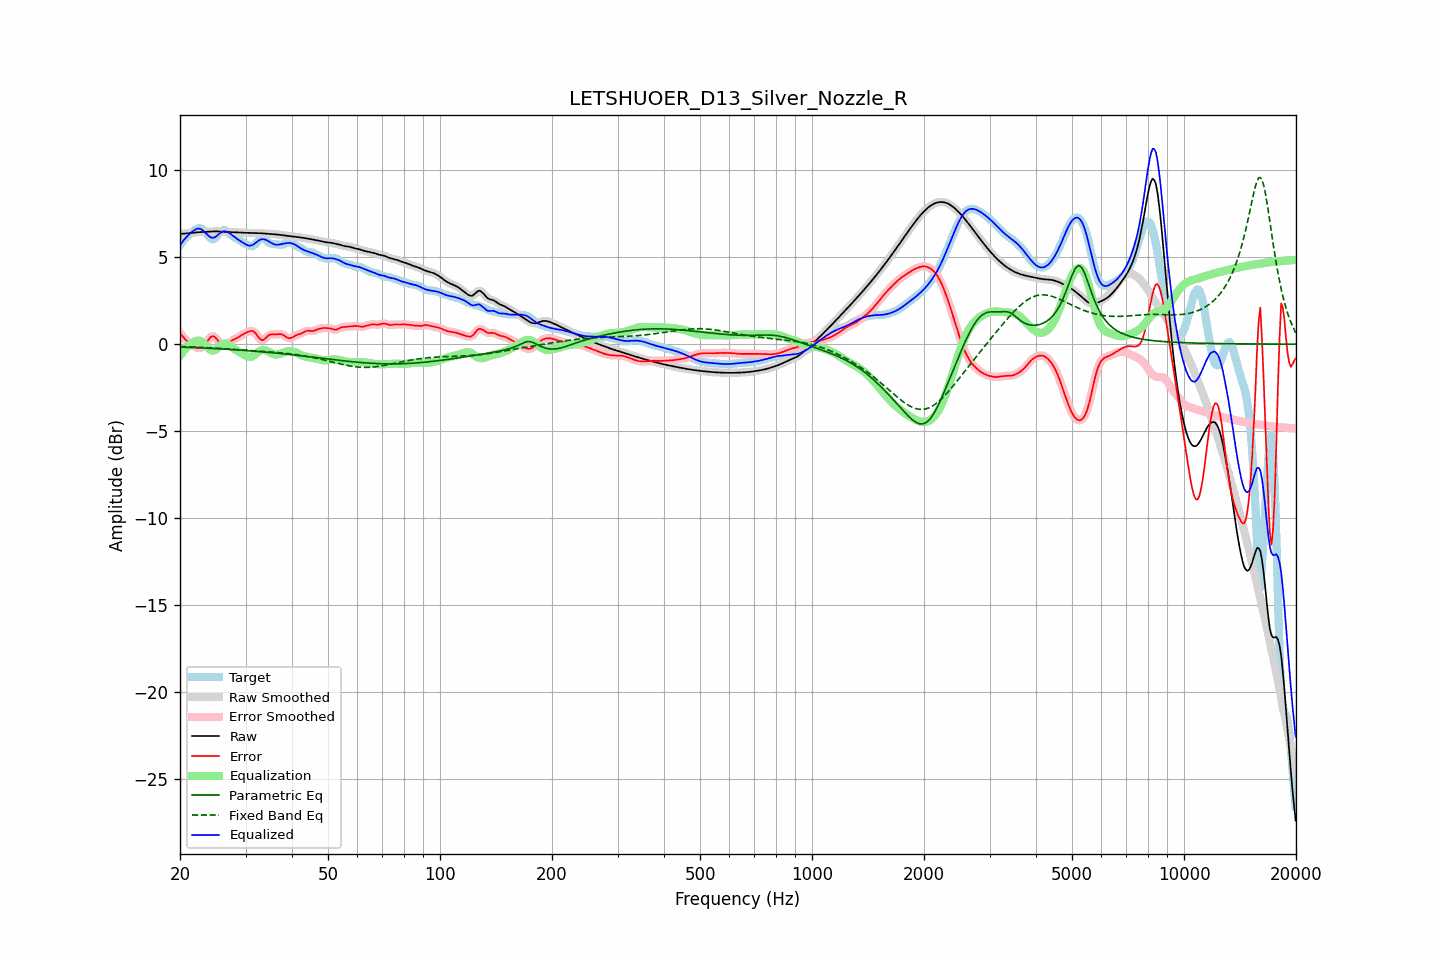 LETSHUOER_D13_Silver_Nozzle_R
Amplitude (dBr)
10
5
0
−5
−10
−15
−20
−25
Target
Raw Smoothed
Error Smoothed
Raw
Error
Equalization
Parametric Eq
Fixed Band Eq
Equalized
20 50 100 200 500 1000 2000 5000 10000 20000
Frequency (Hz)